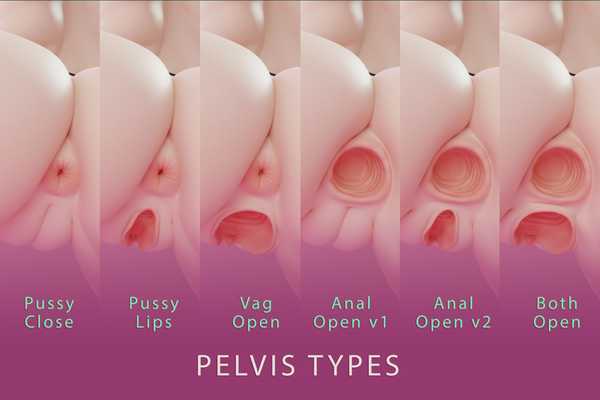 Pussy Close
Pussy Lips
Vag Open
Anal Open v1
Anal Open v2
Both Open
PELVIS TYPES